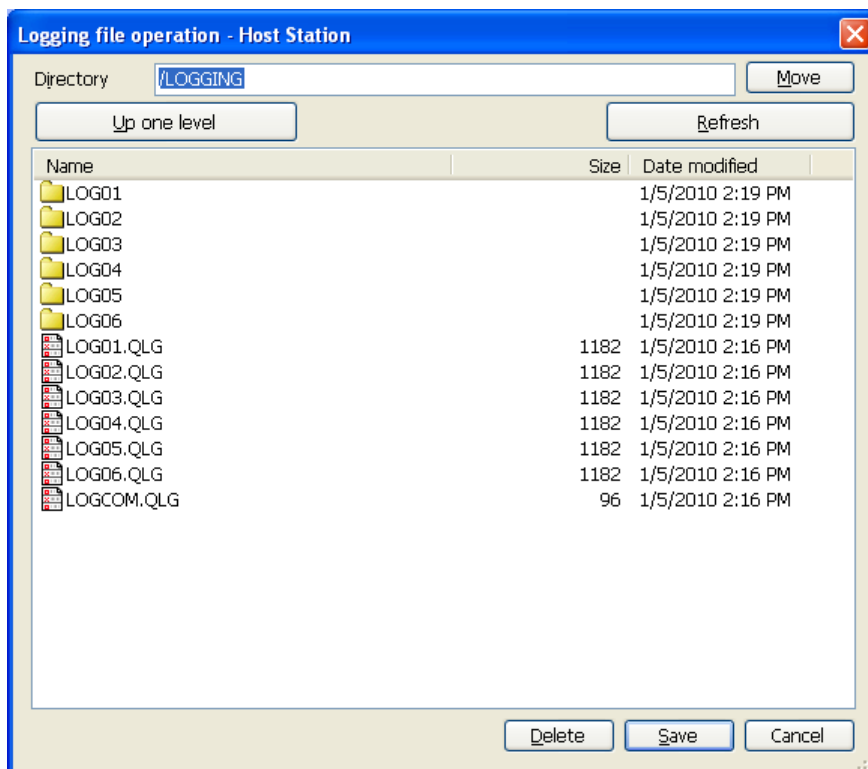 Logging file operation - Host Station
Directory /LOGGING Move
Up one level Refresh
Name Size Date modified
LOG01 1/5/2010 2:19 PM
LOG02 1/5/2010 2:19 PM
LOG03 1/5/2010 2:19 PM
LOG04 1/5/2010 2:19 PM
LOG05 1/5/2010 2:19 PM
LOG06 1/5/2010 2:19 PM
LOG01.QLG 1182 1/5/2010 2:16 PM
LOG02.QLG 1182 1/5/2010 2:16 PM
LOG03.QLG 1182 1/5/2010 2:16 PM
LOG04.QLG 1182 1/5/2010 2:16 PM
LOG05.QLG 1182 1/5/2010 2:16 PM
LOG06.QLG 1182 1/5/2010 2:16 PM
LOGCOM.QLG 96 1/5/2010 2:16 PM
Delete Save Cancel